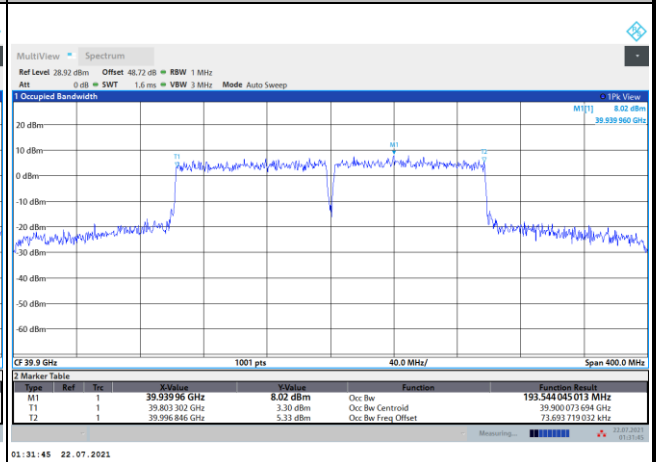 MultiView Spectrum
Ref Level 28.92 dBm Offset 48.72 dB RBW 1 MHz
Att 0 dB SWT 1.6 ms VBW 3 MHz Mode Auto Sweep
1 Occupied Bandwidth 1Pk View
M1[1] 8.02 dBm
39.939 960 GHz
20 dBm
M1
10 dBm
T1
T2
0 dBm
-10 dBm
-20 dBm
-30 dBm
-40 dBm
-50 dBm
-60 dBm
CF 39.9 GHz 1001 pts 40.0 MHz/ Span 400.0 MHz
2 Marker Table
Type Ref Trc X-Value Y-Value Function Function Result
M1 1 39.939 96 GHz 8.02 dBm Occ Bw 193.544 045 013 MHz
T1 1 39.803 302 GHz 3.30 dBm Occ Bw Centroid 39.900 073 694 GHz
T2 1 39.996 846 GHz 5.33 dBm Occ Bw Freq Offset 73.693 719 032 kHz
Measuring... 22.07.2021
01:31:45
01:31:45 22.07.2021